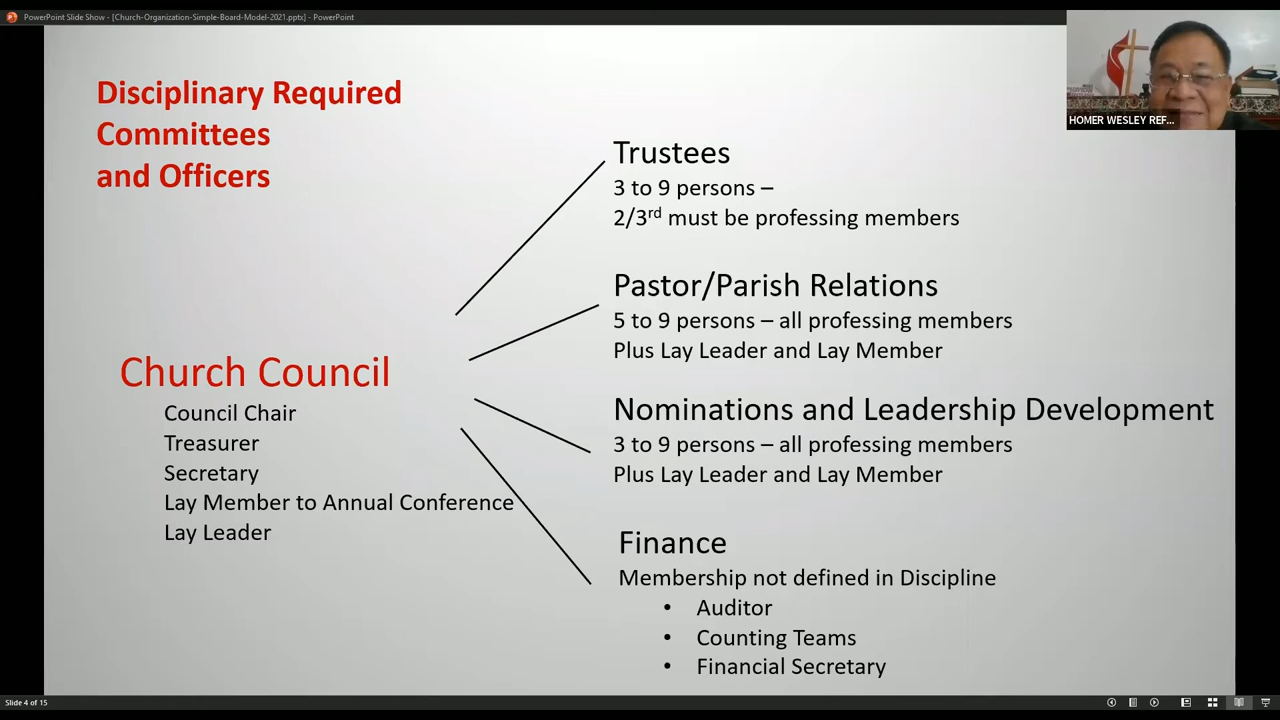 PowerPoint Slide Show - [Church-Organization-Simple-Board-Model-2021.pptx] - PowerPoint
HOMER WESLEY REF...
Disciplinary Required
Committees
and Officers
Church Council
Council Chair
Treasurer
Secretary
Lay Member to Annual Conference
Lay Leader
Trustees
3 to 9 persons –
2/3rd must be professing members
Pastor/Parish Relations
5 to 9 persons – all professing members
Plus Lay Leader and Lay Member
Nominations and Leadership Development
3 to 9 persons – all professing members
Plus Lay Leader and Lay Member
Finance
Membership not defined in Discipline
• Auditor
• Counting Teams
• Financial Secretary
Slide 4 of 15